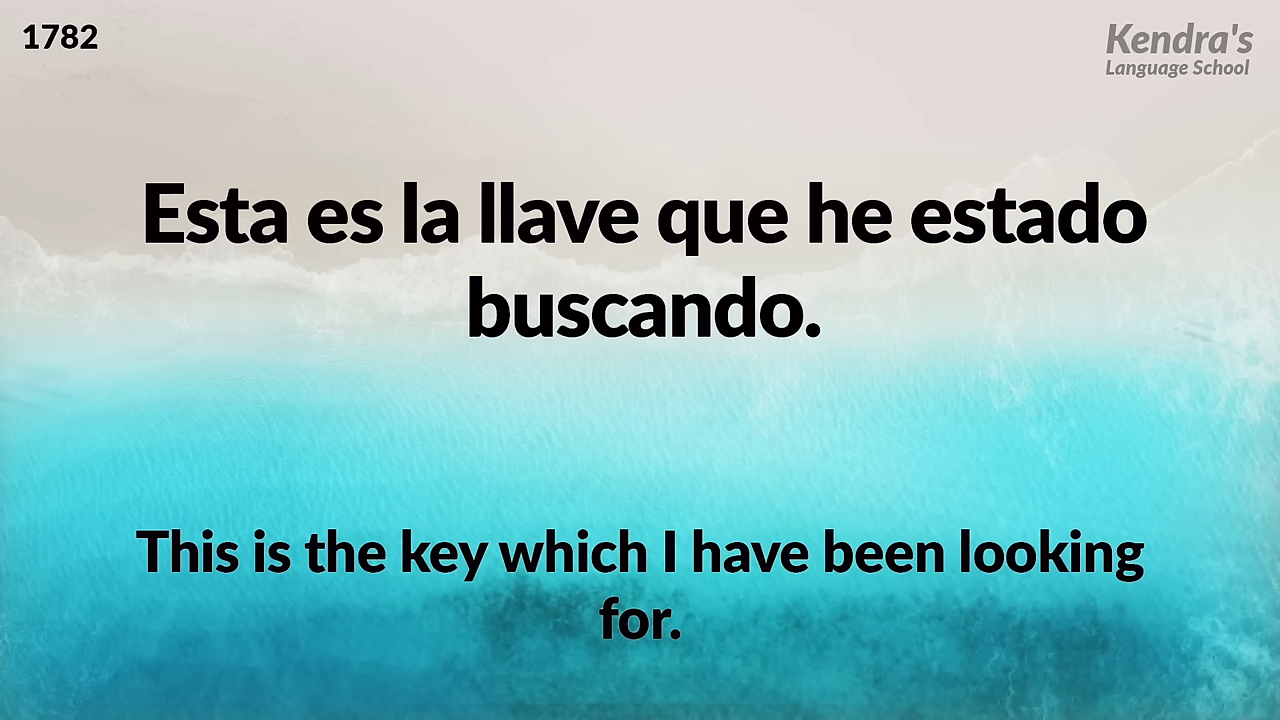 1782
Kendra's
Language School
Esta es la llave que he estado
buscando.
This is the key which I have been looking
for.